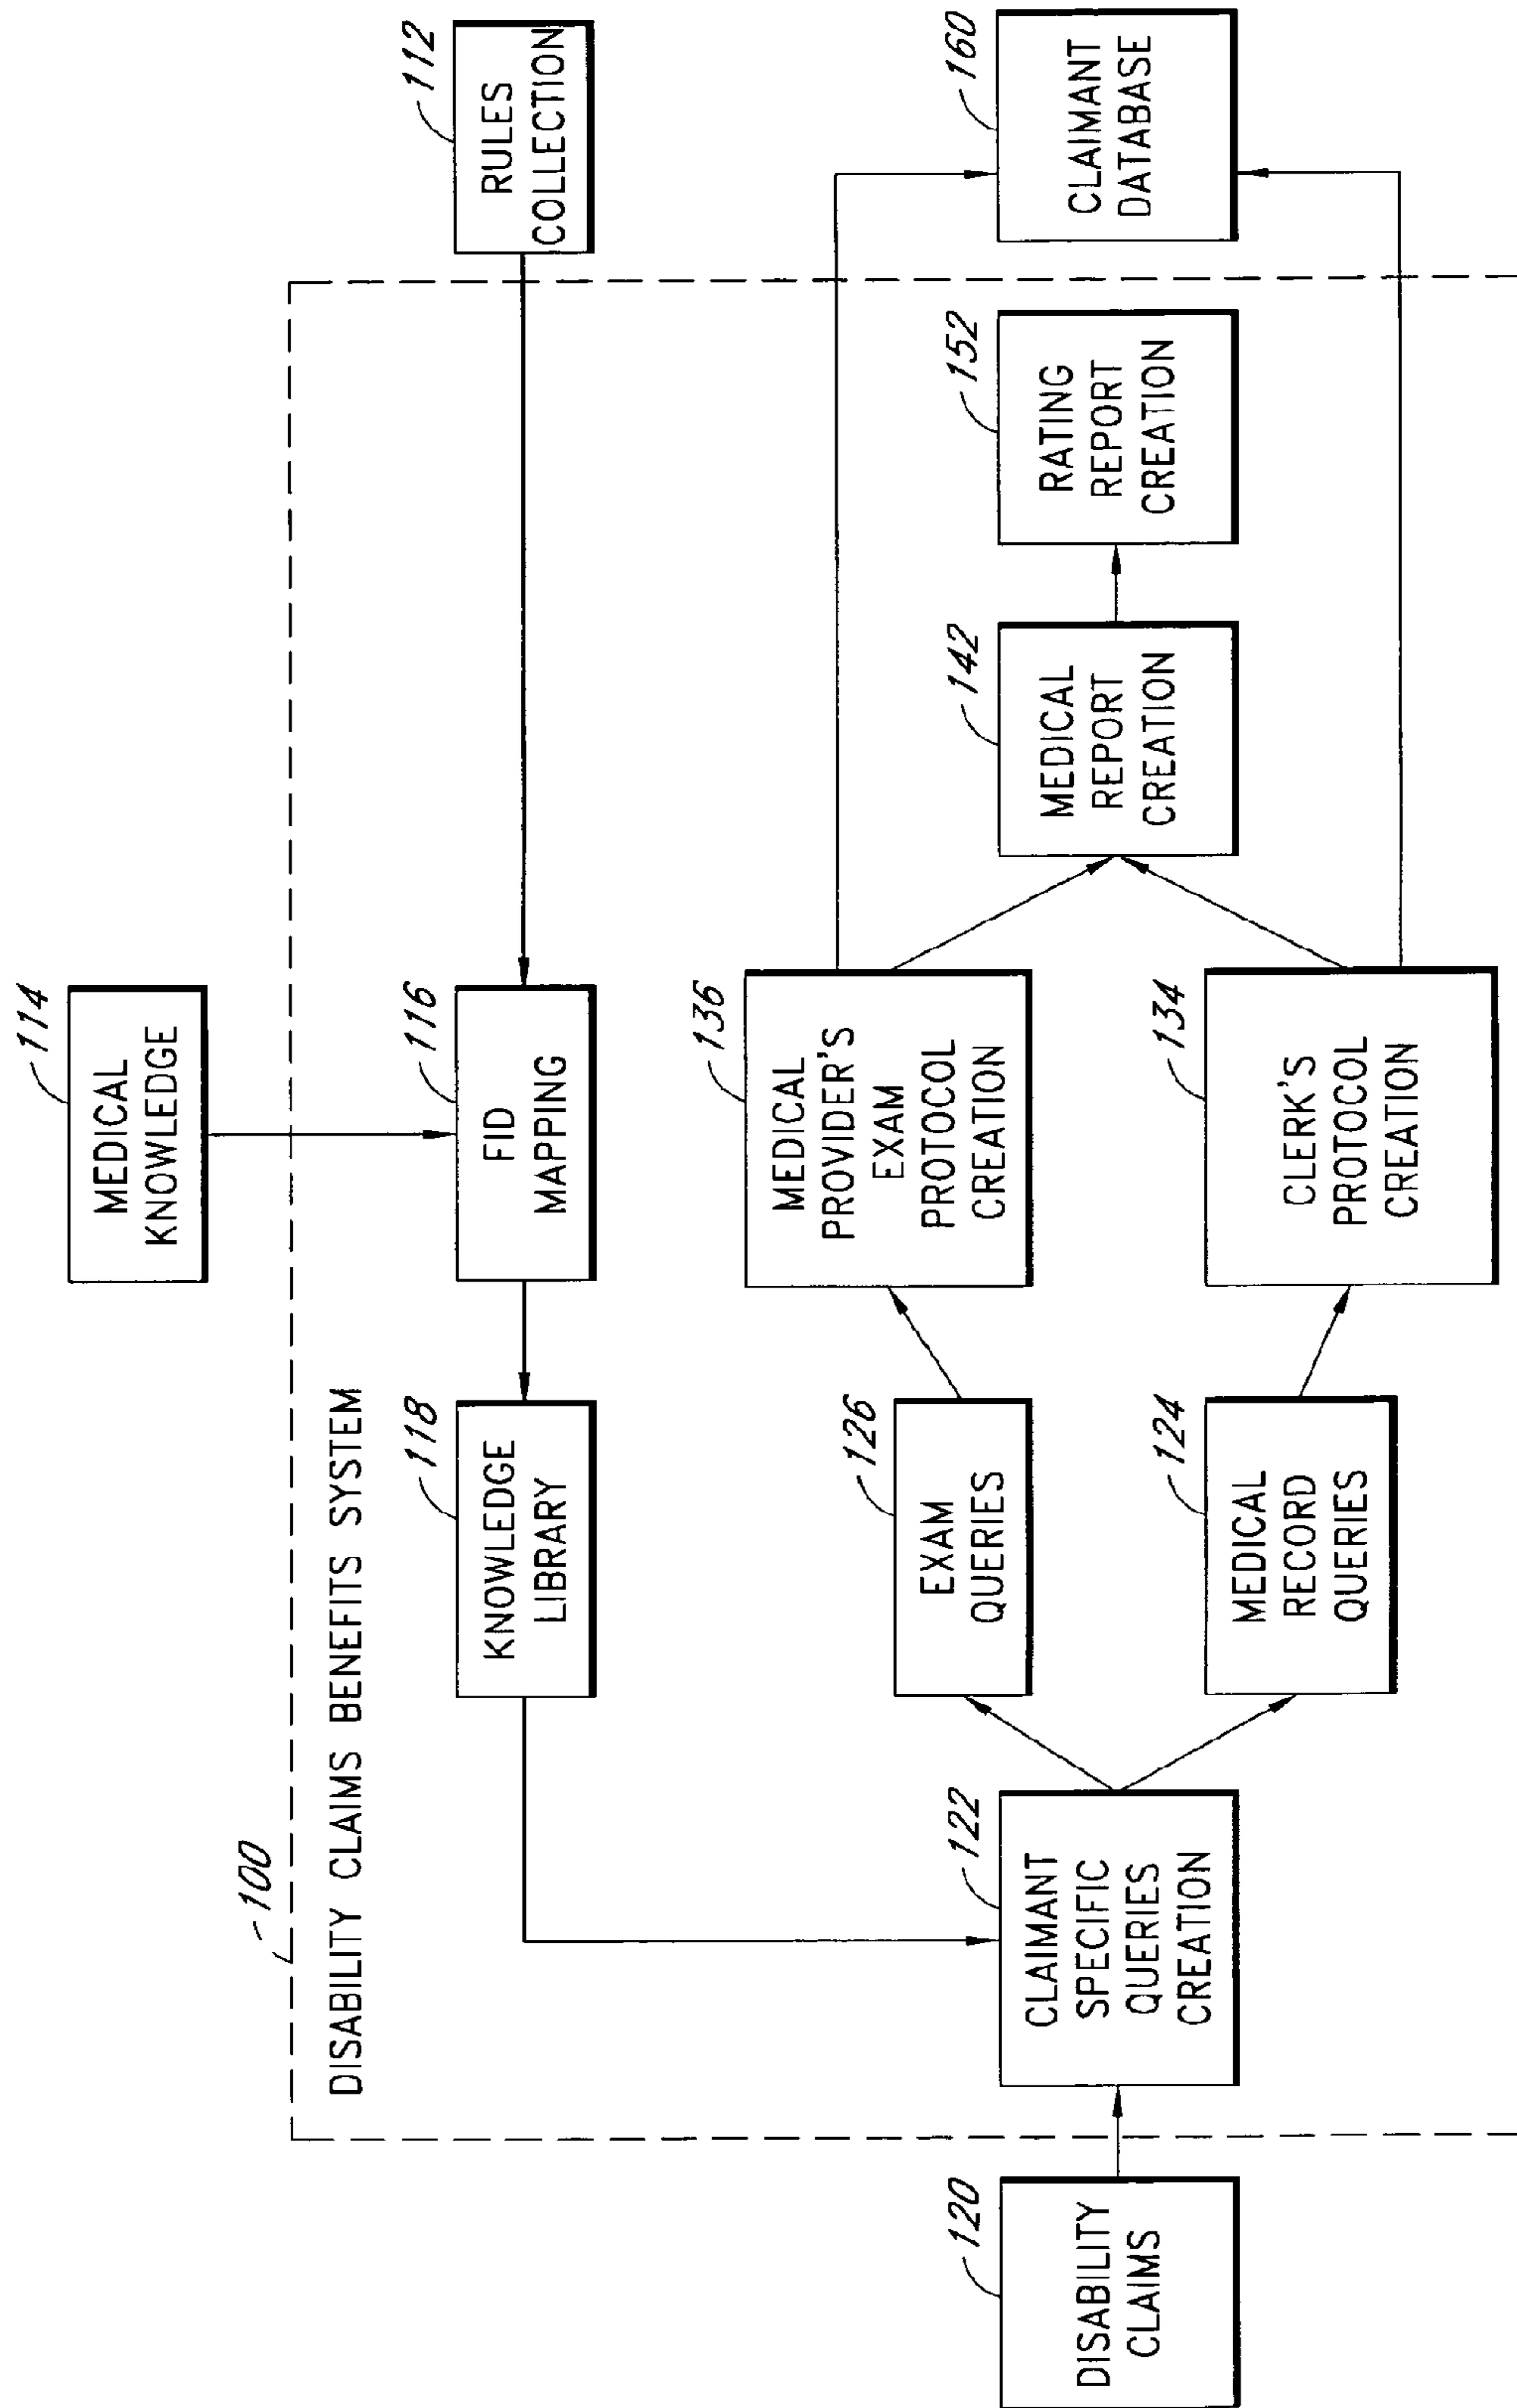 114
MEDICAL
KNOWLEDGE
100
DISABILITY CLAIMS BENEFITS SYSTEM
118
KNOWLEDGE
LIBRARY
116
FID
MAPPING
112
RULES
COLLECTION
120
DISABILITY
CLAIMS
122
CLAIMANT
SPECIFIC
QUERIES
CREATION
126
EXAM
QUERIES
124
MEDICAL
RECORD
QUERIES
136
MEDICAL
PROVIDER'S
EXAM
PROTOCOL
CREATION
134
CLERK'S
PROTOCOL
CREATION
142
MEDICAL
REPORT
CREATION
152
RATING
REPORT
CREATION
160
CLAIMANT
DATABASE